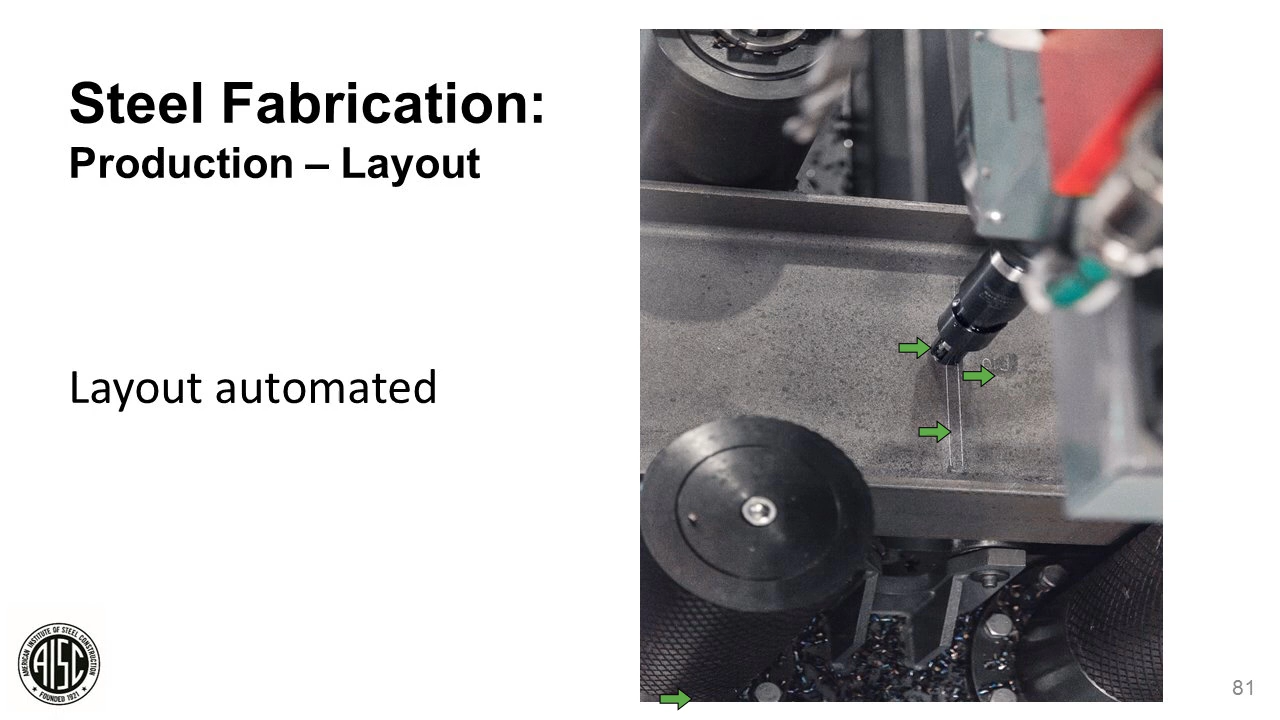 Steel Fabrication:
Production – Layout
Layout automated
AMERICAN INSTITUTE OF STEEL CONSTRUCTION
AISC
FOUNDED 1921
81